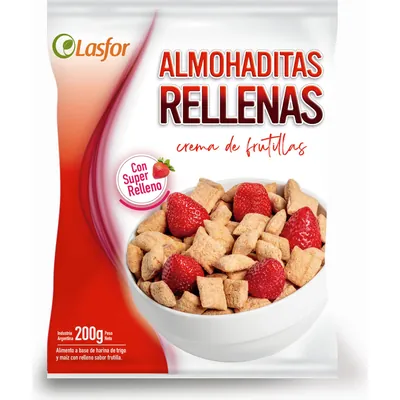 Lasfor
ALMOHADITAS
RELLENAS
crema de frutillas
Con
Super
Relleno
Industria
Argentina
200g
Peso
Neto
Alimento a base de harina de trigo
y maíz con relleno sabor frutilla.